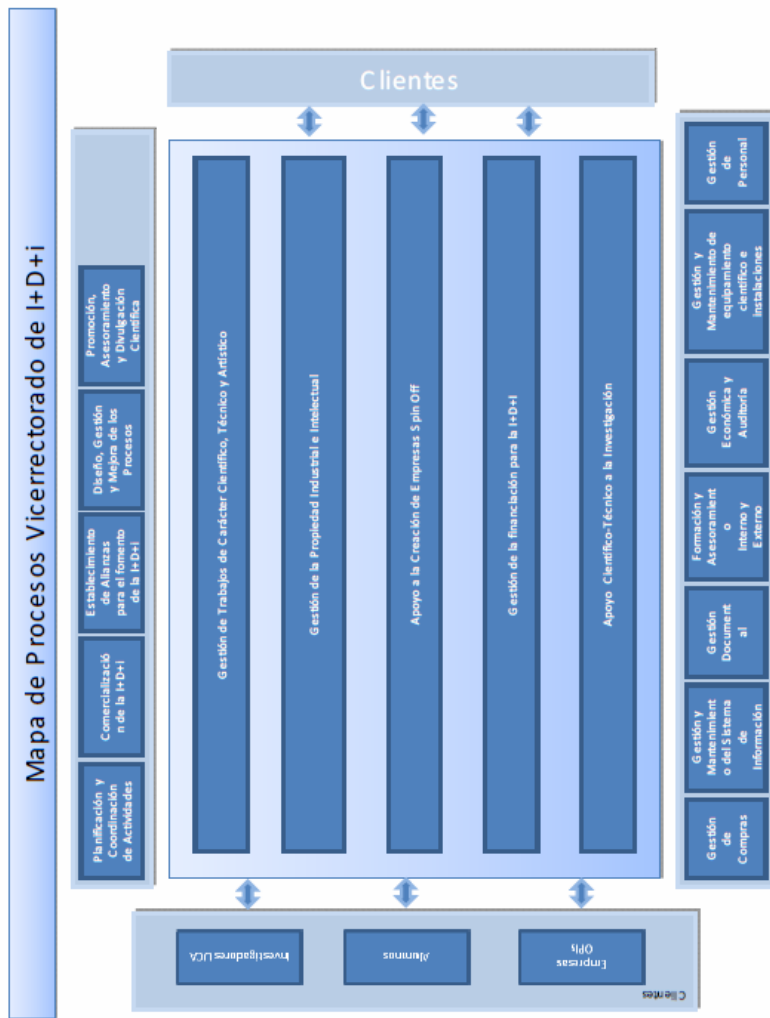 Mapa de Procesos Vicerrectorado de I+D+i
Planificación y
Coordinación
de Actividades
Comercializació
n de la I+D+i
Establecimiento
de Alianzas
para el fomento
de la I+D+i
Diseño, Gestión
y Mejora de los
Procesos
Promoción,
Asesoramiento
y Divulgación
Científica
Clientes
Investigadores UCA
Alumnos
Empresas
OPIs
Gestión de Trabajos de Carácter Científico, Técnico y Artístico
Gestión de la Propiedad Industrial e Intelectual
Apoyo a la Creación de Empresas Spin Off
Gestión de la financiación para la I+D+I
Apoyo Científico-Técnico a la Investigación
Clientes
Gestión
de
Compras
Gestión y
Mantenimient
o del Sistema
de
Información
Gestión
Document
al
Formación y
Asesoramient
o
Interno y
Externo
Gestión
Económica y
Auditoría
Gestión y
Mantenimiento de
equipamiento
científico e
Instalaciones
Gestión
de
Personal